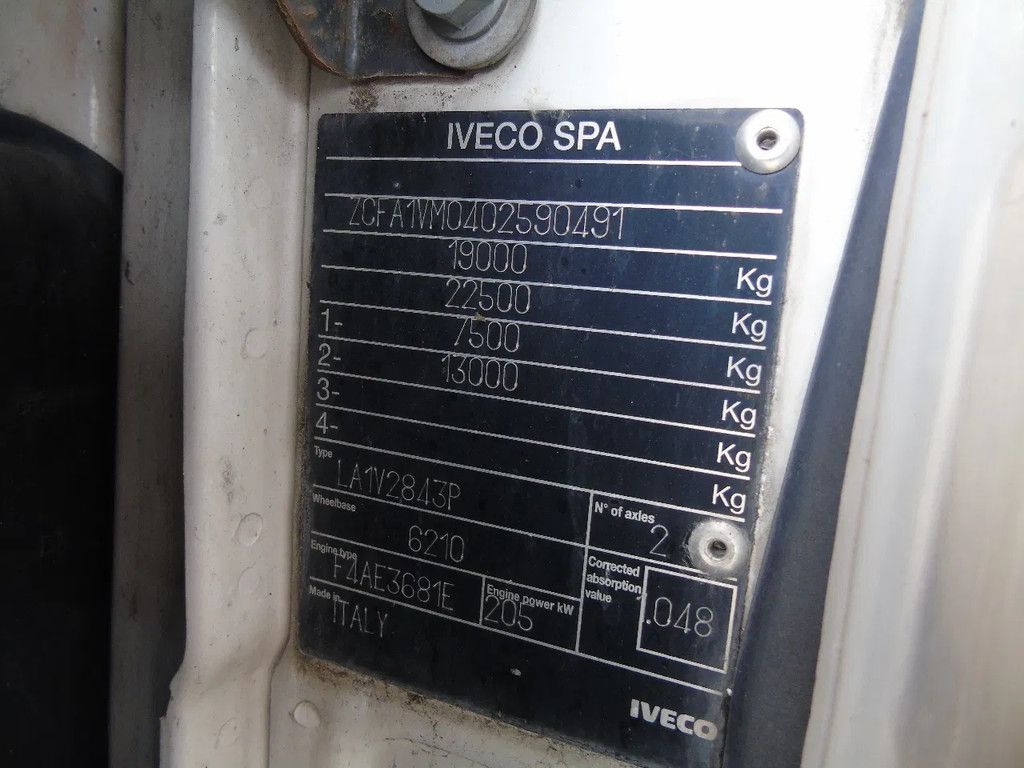 IVECO SPA
ZCFA1VM0402590491
19000 Kg
22500 Kg
1- 7500 Kg
2- 13000 Kg
3- Kg
4- Kg
Type
LA1V2843P
N° of axles
2
Wheelbase
6210
Corrected absorption value
.048
Engine type
F4AE3681E
Engine power kW
205
Made in
ITALY
IVECO